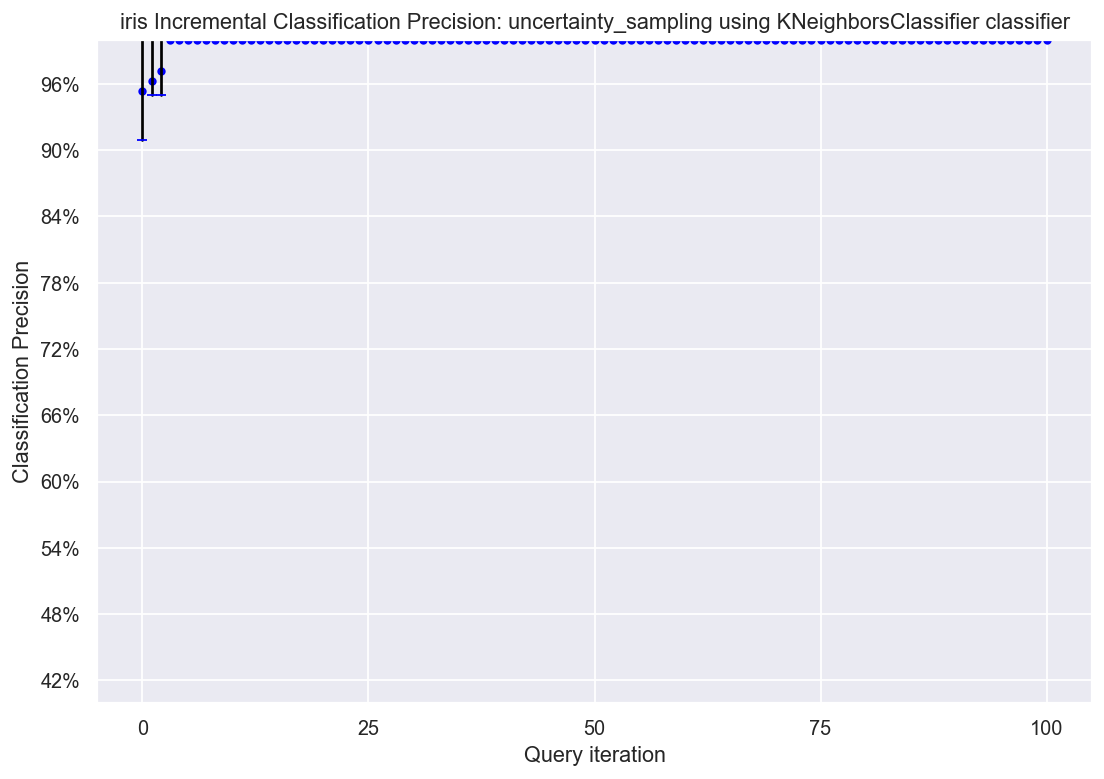 iris Incremental Classification Precision: uncertainty_sampling using KNeighborsClassifier classifier
96%
90%
84%
78%
72%
66%
60%
54%
48%
42%
Classification Precision
0 25 50 75 100
Query iteration